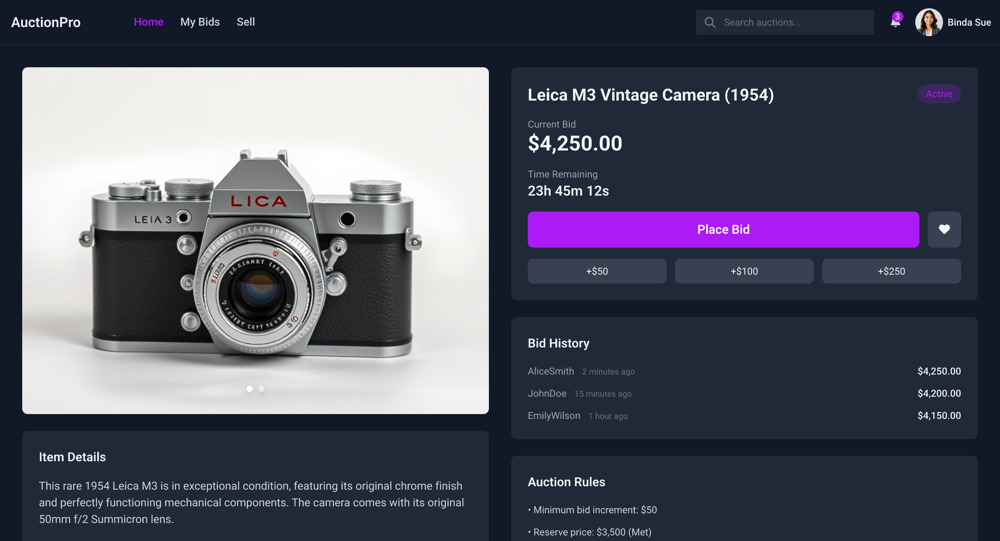 AuctionPro
Home
My Bids
Sell
Search auctions...
3
Binda Sue
LICA
LEIA 3
Leica M3 Vintage Camera (1954)
Active
Current Bid
$4,250.00
Time Remaining
23h 45m 12s
Place Bid
+$50
+$100
+$250
Bid History
AliceSmith 2 minutes ago $4,250.00
JohnDoe 15 minutes ago $4,200.00
EmilyWilson 1 hour ago $4,150.00
Item Details
This rare 1954 Leica M3 is in exceptional condition, featuring its original chrome finish
and perfectly functioning mechanical components. The camera comes with its original
50mm f/2 Summicron lens.
Auction Rules
• Minimum bid increment: $50
• Reserve price: $3,500 (Met)